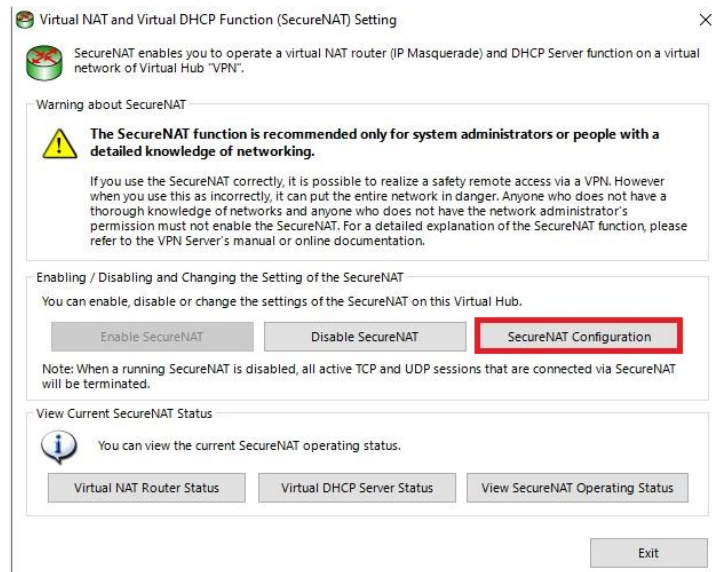 Virtual NAT and Virtual DHCP Function (SecureNAT) Setting
SecureNAT enables you to operate a virtual NAT router (IP Masquerade) and DHCP Server function on a virtual
network of Virtual Hub "VPN".
Warning about SecureNAT
The SecureNAT function is recommended only for system administrators or people with a
detailed knowledge of networking.
If you use the SecureNAT correctly, it is possible to realize a safety remote access via a VPN. However
when you use this as incorrectly, it can put the entire network in danger. Anyone who does not have a
thorough knowledge of networks and anyone who does not have the network administrator's
permission must not enable the SecureNAT. For a detailed explanation of the SecureNAT function, please
refer to the VPN Server's manual or online documentation.
Enabling / Disabling and Changing the Setting of the SecureNAT
You can enable, disable or change the settings of the SecureNAT on this Virtual Hub.
Enable SecureNAT Disable SecureNAT SecureNAT Configuration
Note: When a running SecureNAT is disabled, all active TCP and UDP sessions that are connected via SecureNAT
will be terminated.
View Current SecureNAT Status
You can view the current SecureNAT operating status.
Virtual NAT Router Status Virtual DHCP Server Status View SecureNAT Operating Status
Exit